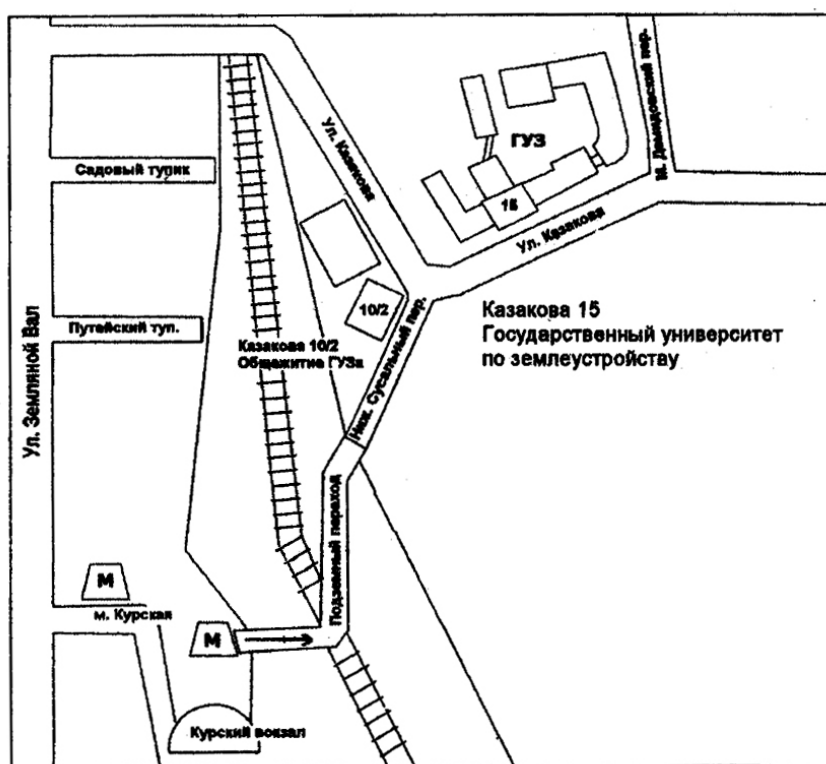 Ул. Казакова
М. Демидовский пер.
ГУЗ
Садовый тупик
15
Ул. Казакова
10/2
Казакова 15
Государственный университет
по землеустройству
Путейский туп.
Казакова 10/2
Общежитие ГУЗа
Ниж. Сусальный пер.
Ул. Земляной Вал
Подземный переход
М
м. Курская
М
Курский вокзал